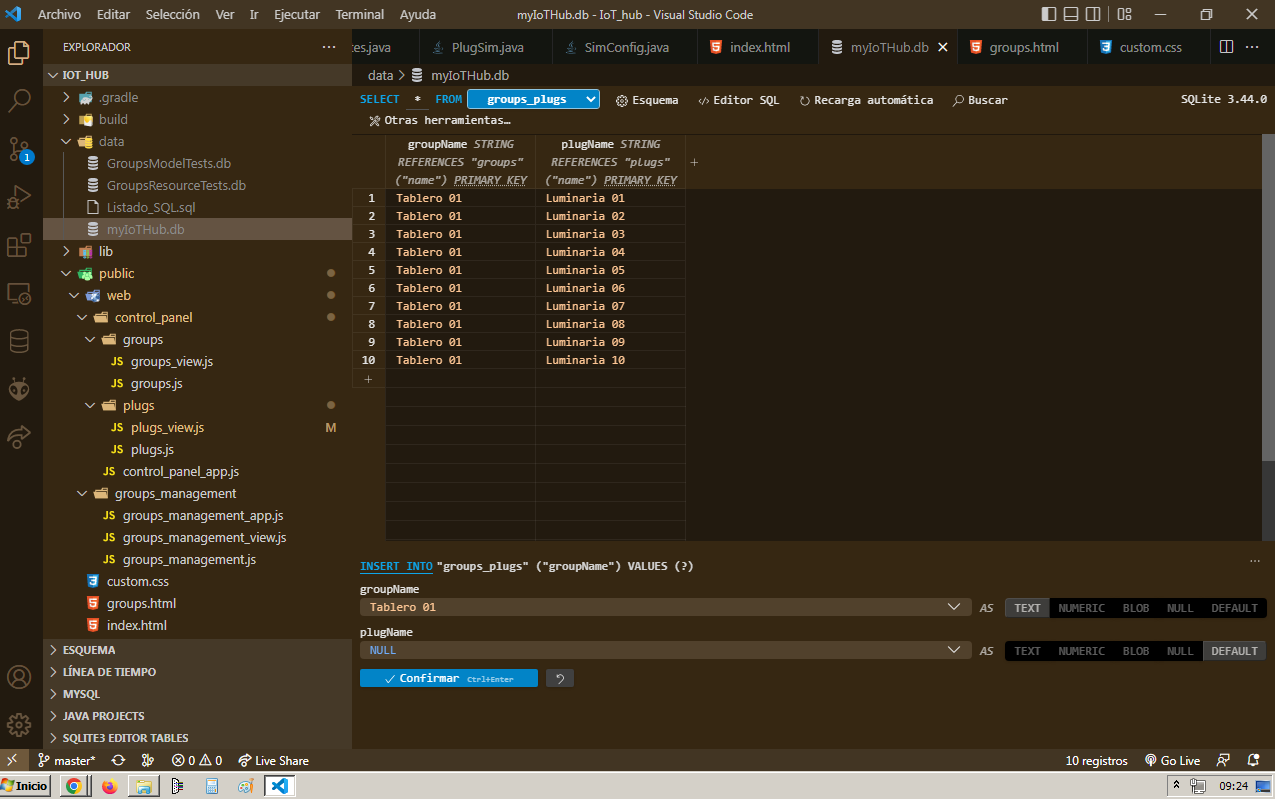 Archivo Editar Selección Ver Ir Ejecutar Terminal Ayuda
myIoTHub.db - IoT_hub - Visual Studio Code
EXPLORADOR
IOT_HUB
.gradle
build
data
GroupsModelTests.db
GroupsResourceTests.db
Listado_SQL.sql
myIoTHub.db
lib
public
web
control_panel
groups
JS groups_view.js
JS groups.js
plugs
JS plugs_view.js M
JS plugs.js
JS control_panel_app.js
groups_management
JS groups_management_app.js
JS groups_management_view.js
JS groups_management.js
custom.css
groups.html
index.html
ESQUEMA
LÍNEA DE TIEMPO
MYSQL
JAVA PROJECTS
SQLITE3 EDITOR TABLES
1
ces.java PlugSim.java SimConfig.java index.html myIoTHub.db groups.html custom.css
data > myIoTHub.db
SELECT * FROM groups_plugs Esquema </> Editor SQL Recarga automática Buscar SQLite 3.44.0
Otras herramientas…
groupName STRING REFERENCES "groups" ("name") PRIMARY KEY
plugName STRING REFERENCES "plugs" ("name") PRIMARY KEY
+
1 Tablero 01 Luminaria 01
2 Tablero 01 Luminaria 02
3 Tablero 01 Luminaria 03
4 Tablero 01 Luminaria 04
5 Tablero 01 Luminaria 05
6 Tablero 01 Luminaria 06
7 Tablero 01 Luminaria 07
8 Tablero 01 Luminaria 08
9 Tablero 01 Luminaria 09
10 Tablero 01 Luminaria 10
+
INSERT INTO "groups_plugs" ("groupName") VALUES (?)
groupName
Tablero 01 AS TEXT NUMERIC BLOB NULL DEFAULT
plugName
NULL AS TEXT NUMERIC BLOB NULL DEFAULT
Confirmar Ctrl+Enter
master* 0 0 Live Share 10 registros Go Live
Inicio 09:24